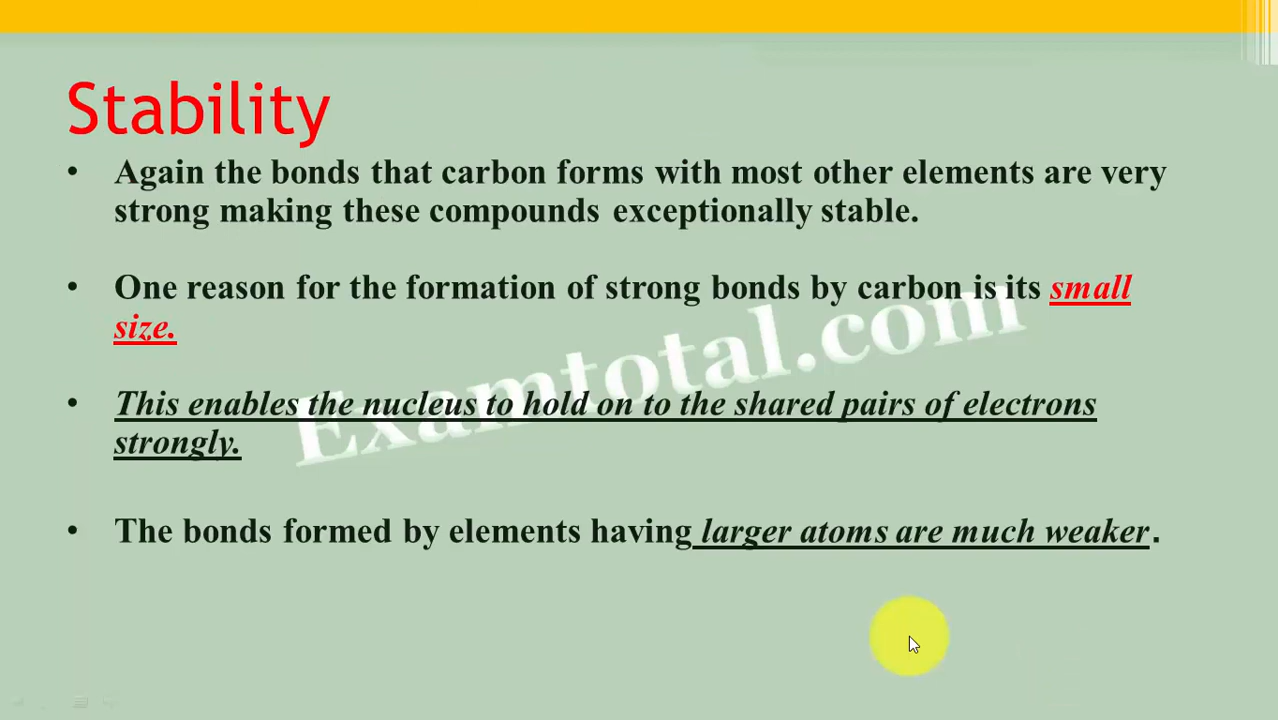 Stability
• Again the bonds that carbon forms with most other elements are very
strong making these compounds exceptionally stable.
• One reason for the formation of strong bonds by carbon is its small
size.
• This enables the nucleus to hold on to the shared pairs of electrons
strongly.
• The bonds formed by elements having larger atoms are much weaker.
Examtotal.com